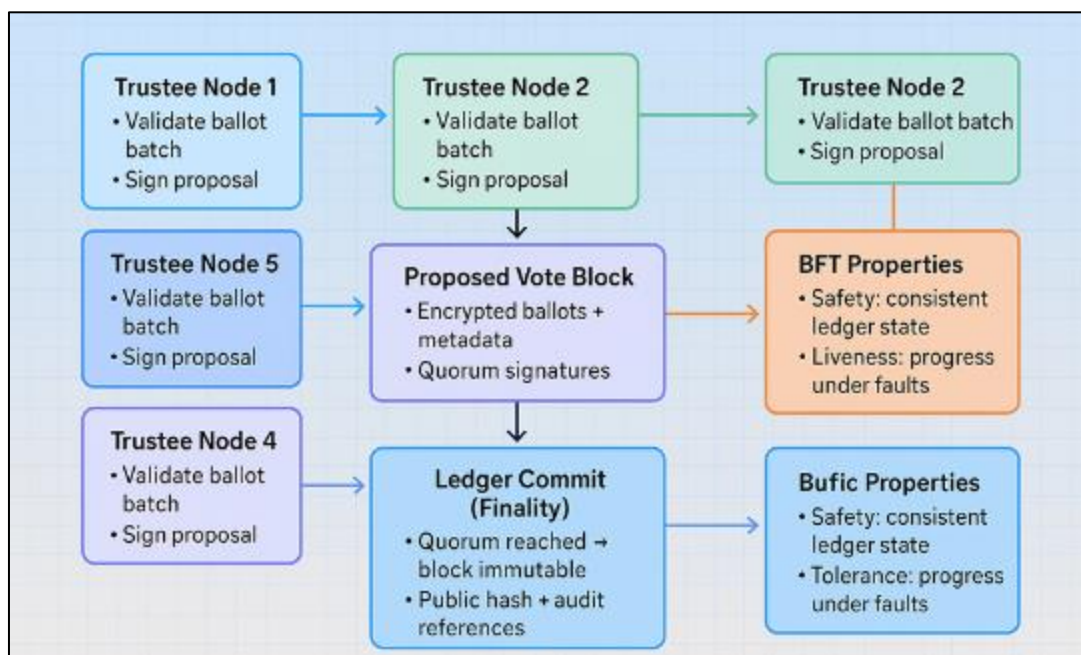 Trustee Node 1
• Validate ballot
batch
• Sign proposal
Trustee Node 2
• Validate ballot
batch
• Sign proposal
Trustee Node 2
• Validate ballot batch
• Sign proposal
Trustee Node 5
• Validate ballot
batch
• Sign proposal
Proposed Vote Block
• Encrypted ballots +
metadata
• Quorum signatures
BFT Properties
• Safety: consistent
ledger state
• Liveness: progress
under faults
Trustee Node 4
• Validate ballot
batch
• Sign proposal
Ledger Commit
(Finality)
• Quorum reached →
block immutable
• Public hash + audit
references
Bufic Properties
• Safety: consistent
ledger state
• Tolerance: progress
under faults